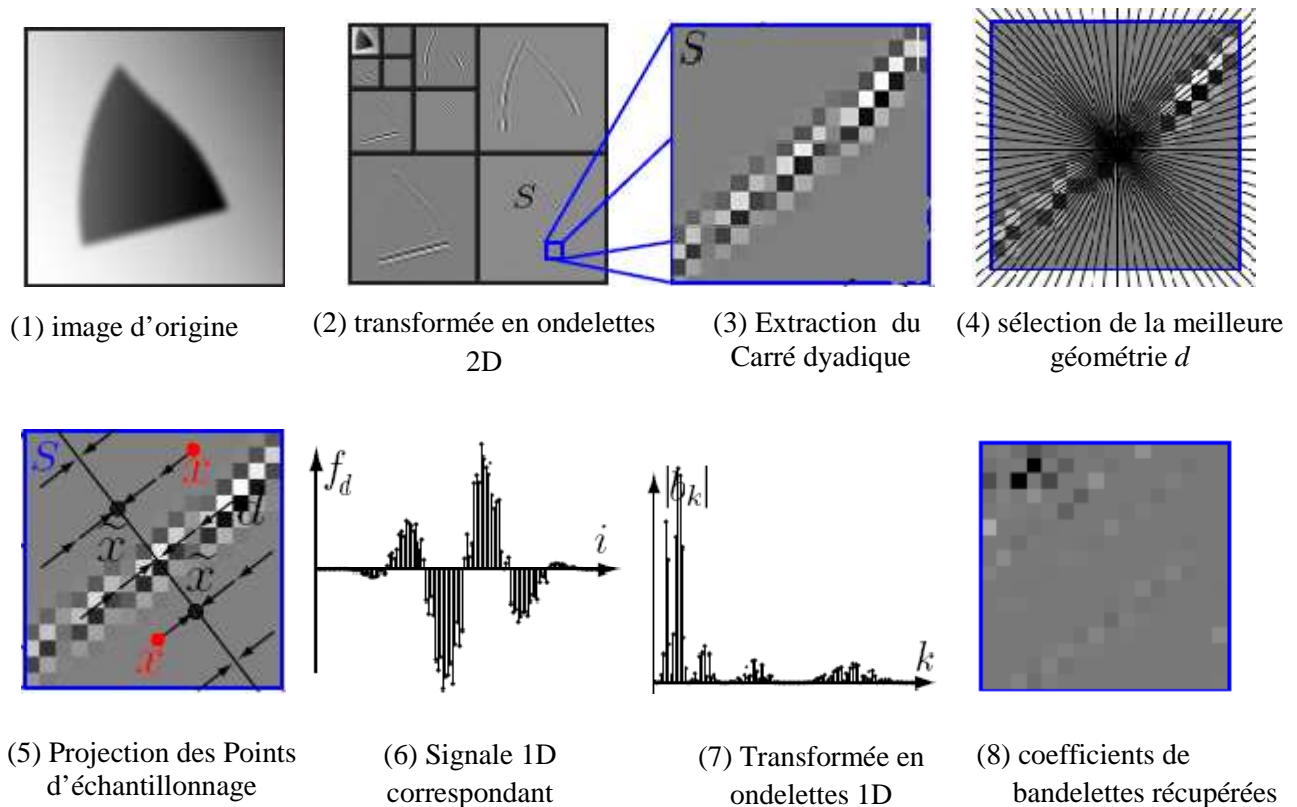 S
S
(1) image d'origine
(2) transformée en ondelettes
2D
(3) Extraction du
Carré dyadique
(4) sélection de la meilleure
géométrie d
S
x
d
x̃
x̃
x
f_d
i
|b_k|
k
(5) Projection des Points
d'échantillonnage
(6) Signale 1D
correspondant
(7) Transformée en
ondelettes 1D
(8) coefficients de
bandelettes récupérées